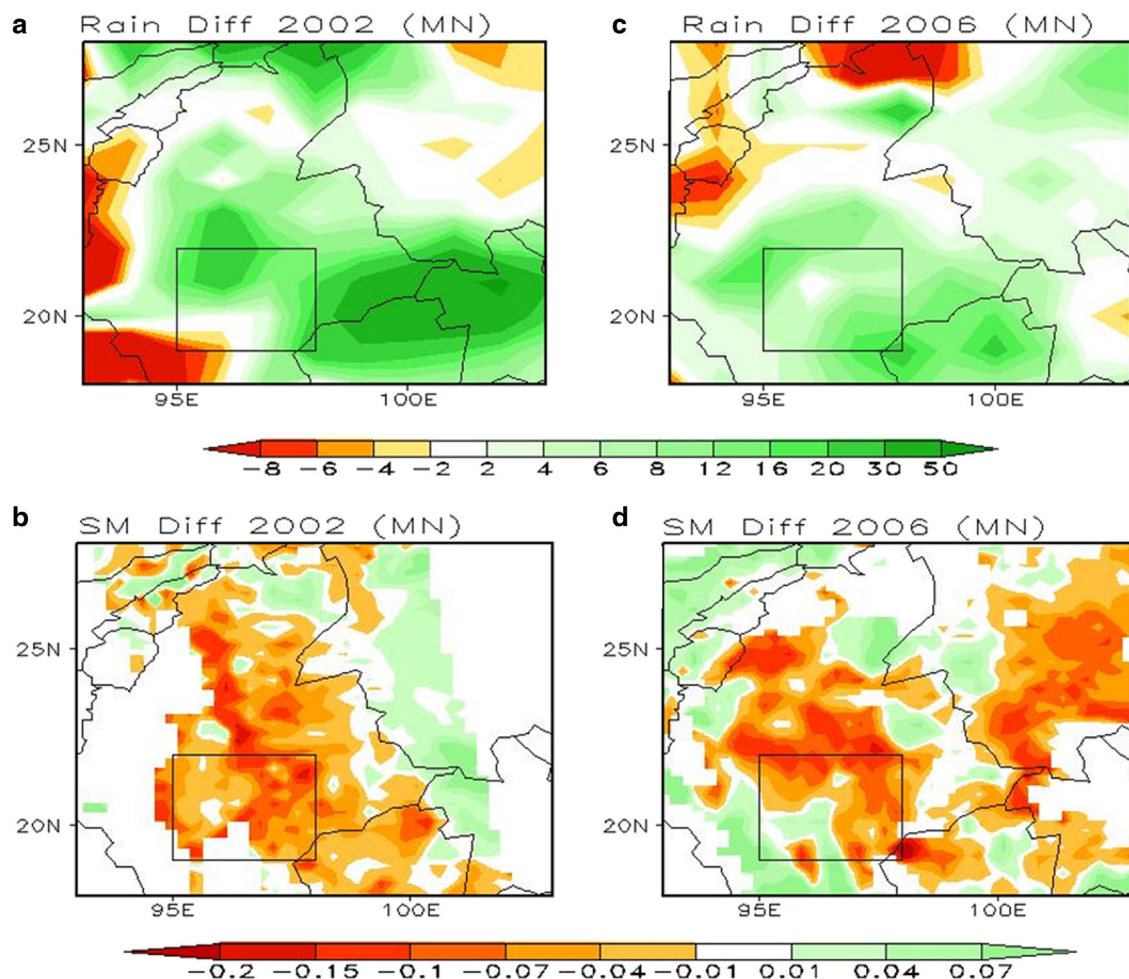 a Rain Diff 2002 (MN)
c Rain Diff 2006 (MN)
25N
20N
95E 100E
25N
20N
95E 100E
-8 -6 -4 -2 2 4 6 8 12 16 20 30 50
b SM Diff 2002 (MN)
d SM Diff 2006 (MN)
25N
20N
95E 100E
25N
20N
95E 100E
-0.2 -0.15 -0.1 -0.07 -0.04 -0.01 0.01 0.04 0.07